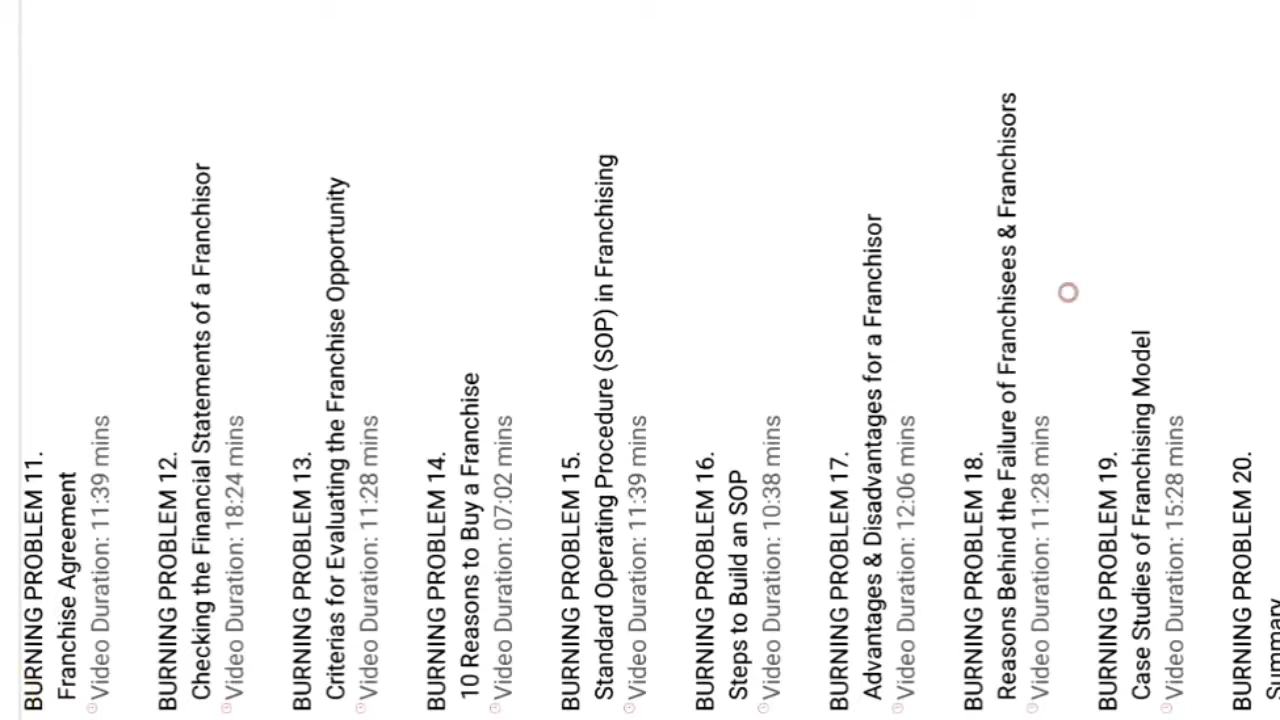 BURNING PROBLEM 11.
Franchise Agreement
Video Duration: 11:39 mins
BURNING PROBLEM 12.
Checking the Financial Statements of a Franchisor
Video Duration: 18:24 mins
BURNING PROBLEM 13.
Criterias for Evaluating the Franchise Opportunity
Video Duration: 11:28 mins
BURNING PROBLEM 14.
10 Reasons to Buy a Franchise
Video Duration: 07:02 mins
BURNING PROBLEM 15.
Standard Operating Procedure (SOP) in Franchising
Video Duration: 11:39 mins
BURNING PROBLEM 16.
Steps to Build an SOP
Video Duration: 10:38 mins
BURNING PROBLEM 17.
Advantages & Disadvantages for a Franchisor
Video Duration: 12:06 mins
BURNING PROBLEM 18.
Reasons Behind the Failure of Franchisees & Franchisors
Video Duration: 11:28 mins
BURNING PROBLEM 19.
Case Studies of Franchising Model
Video Duration: 15:28 mins
BURNING PROBLEM 20.
Summary